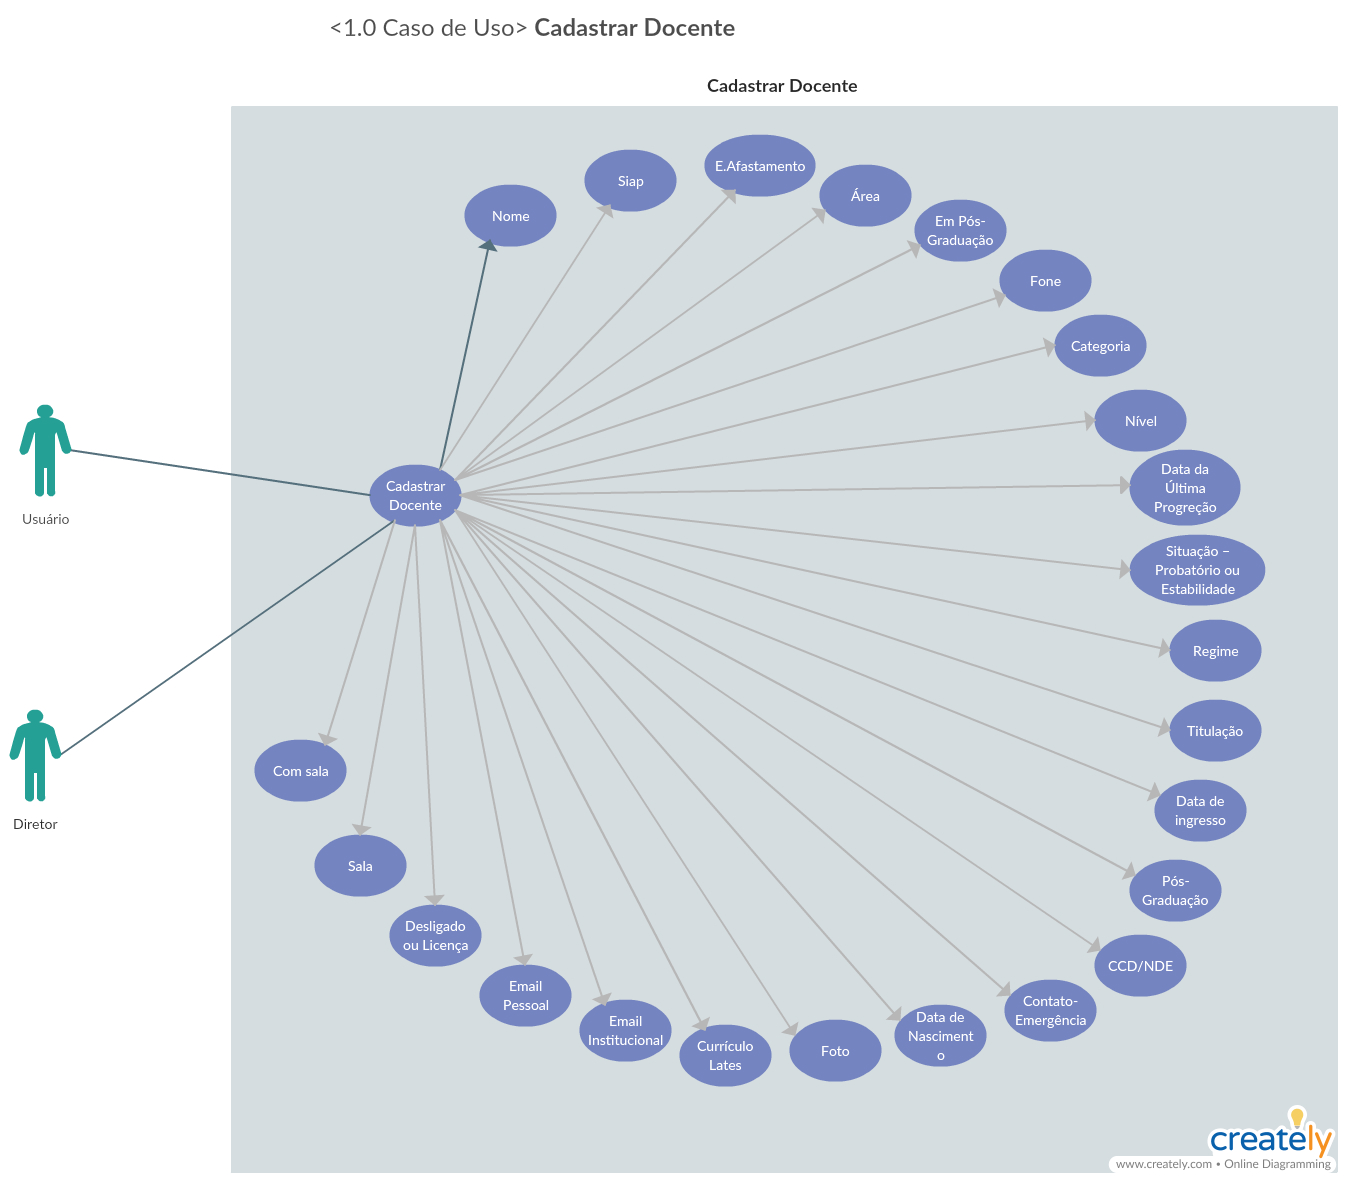 <1.0 Caso de Uso> Cadastrar Docente
Cadastrar Docente
E.Afastamento
Siap
Área
Nome
Em Pós-
Graduação
Fone
Categoria
Nível
Data da
Última
Progreção
Cadastrar
Docente
Usuário
Situação –
Probatório ou
Estabilidade
Regime
Titulação
Com sala
Data de
ingresso
Diretor
Sala
Pós-
Graduação
Desligado
ou Licença
CCD/NDE
Email
Pessoal
Contato-
Emergência
Email
Institucional
Data de
Nasciment
o
Currículo
Lates
Foto
creately
www.creately.com • Online Diagramming